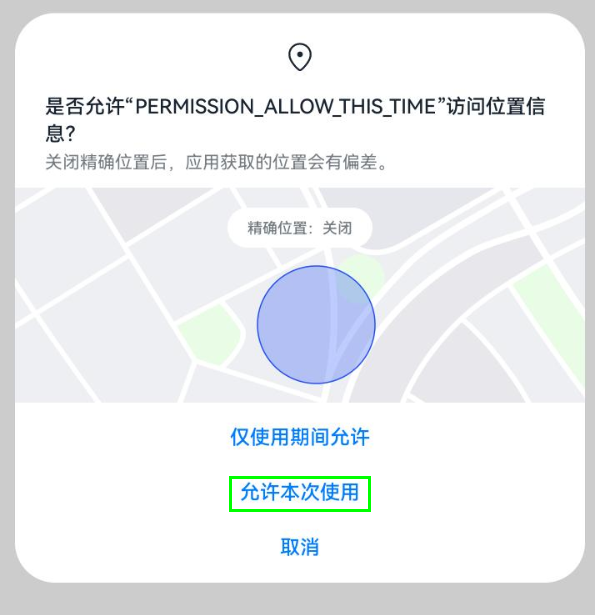 是否允许“PERMISSION_ALLOW_THIS_TIME”访问位置信
息？
关闭精确位置后，应用获取的位置会有偏差。
精确位置：关闭
仅使用期间允许
允许本次使用
取消